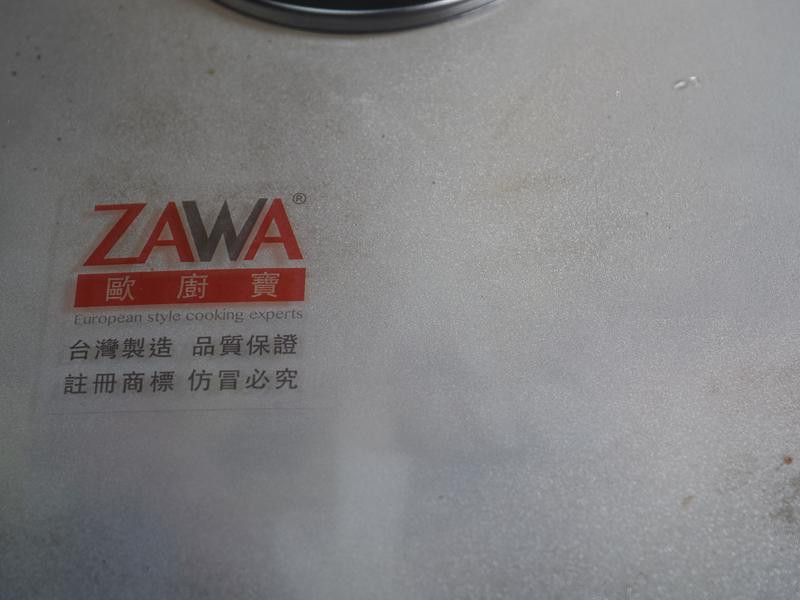 ZAWA®
歐廚寶
European style cooking experts
台灣製造 品質保證
註冊商標 仿冒必究